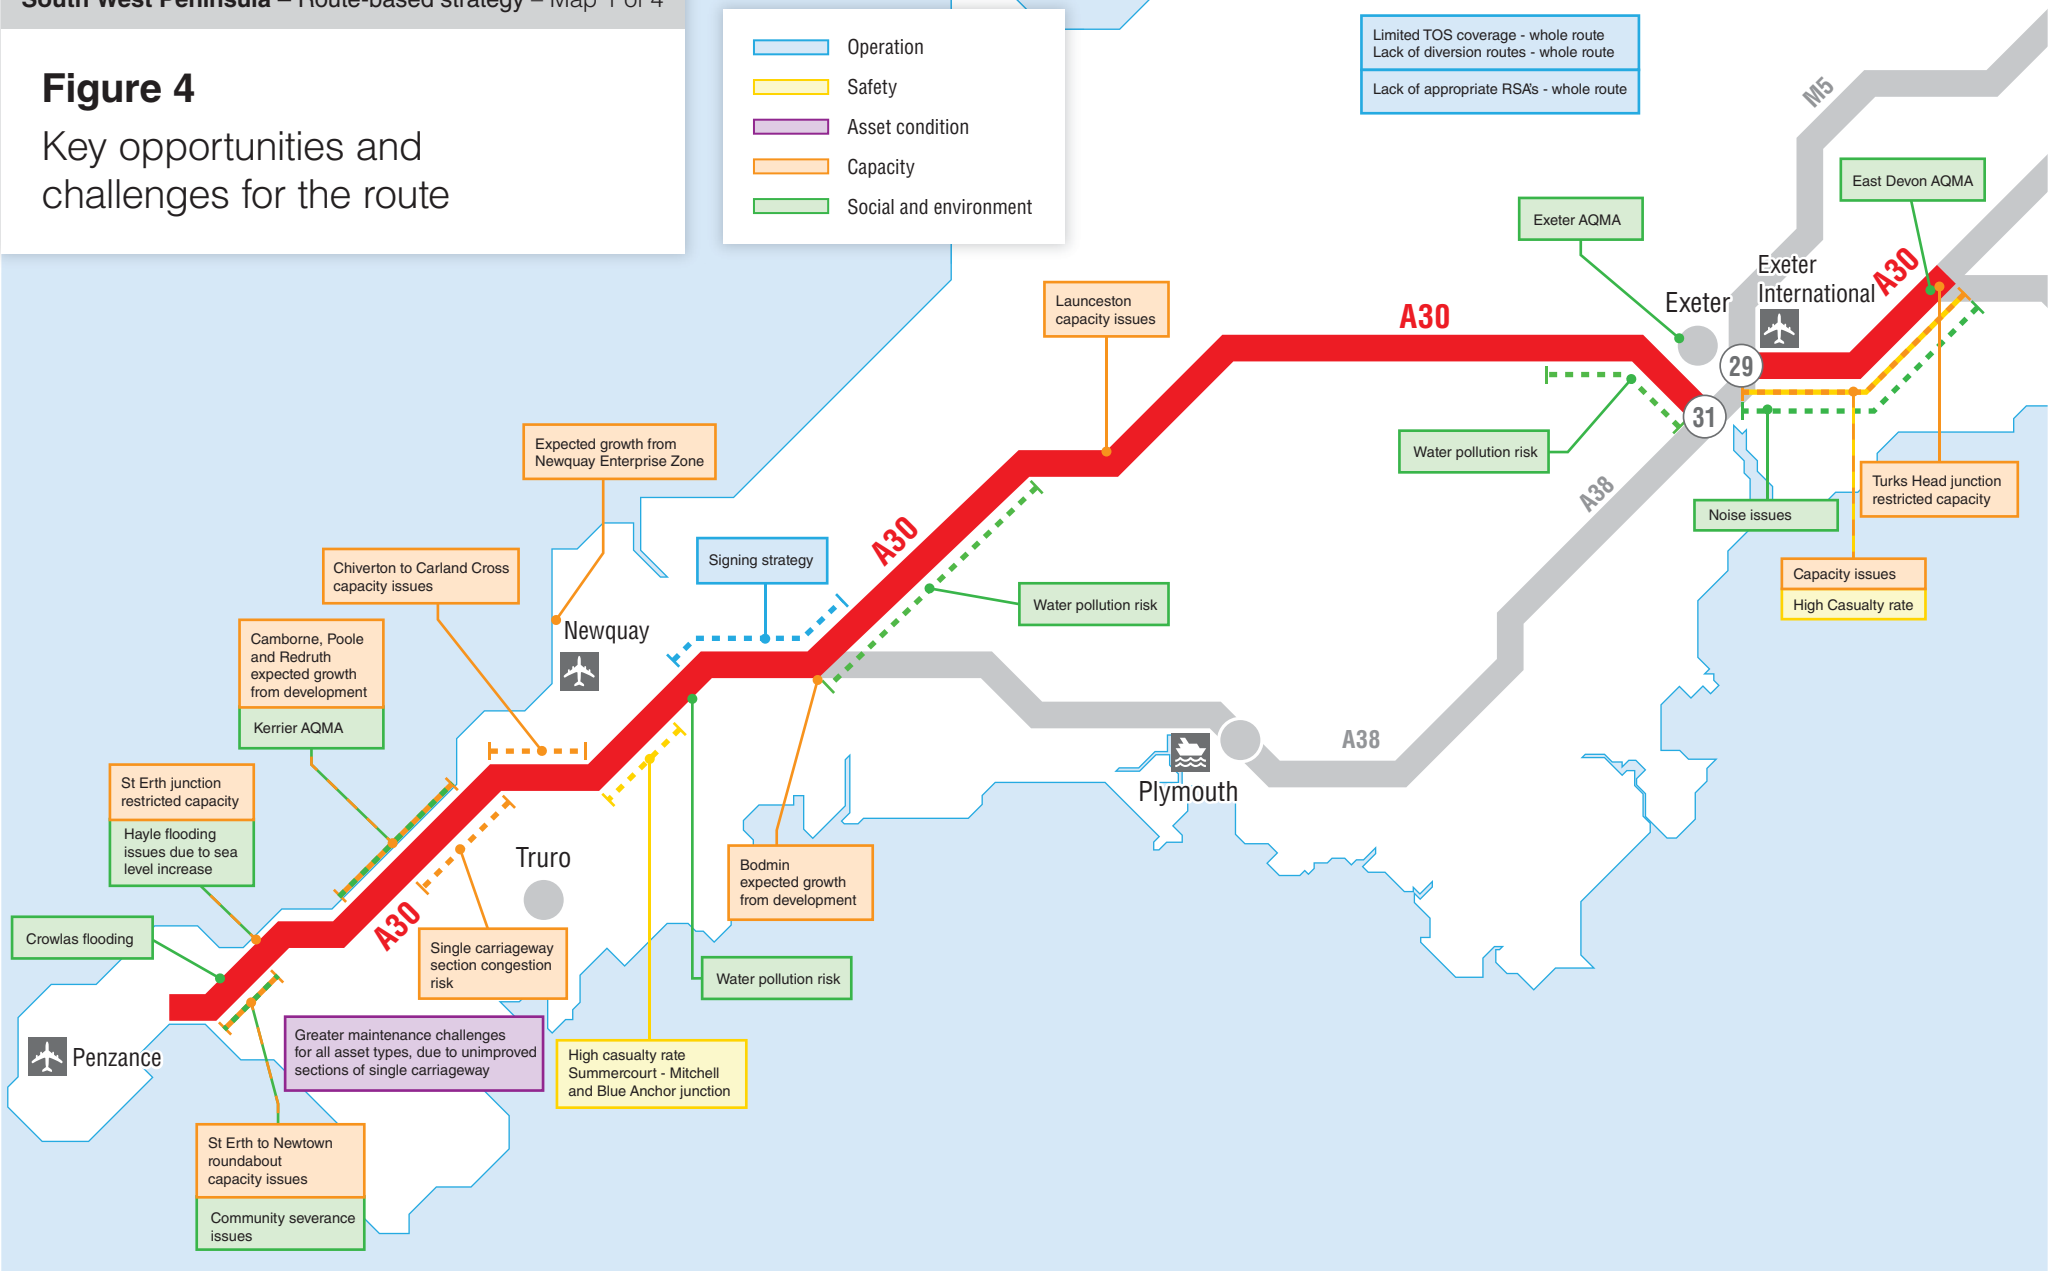 South West Peninsula – Route-based strategy – Map 1 of 4
Figure 4
Key opportunities and
challenges for the route
Operation
Safety
Asset condition
Capacity
Social and environment
Limited TOS coverage - whole route
Lack of diversion routes - whole route
Lack of appropriate RSA's - whole route
M5
East Devon AQMA
Exeter AQMA
Exeter
International
A30
Exeter
Launceston
capacity issues
A30
29
31
Water pollution risk
A38
Turks Head junction
restricted capacity
Noise issues
Capacity issues
High Casualty rate
Expected growth from
Newquay Enterprise Zone
A30
Signing strategy
Chiverton to Carland Cross
capacity issues
Water pollution risk
Newquay
Camborne, Poole
and Redruth
expected growth
from development
Kerrier AQMA
A38
Plymouth
St Erth junction
restricted capacity
Hayle flooding
issues due to sea
level increase
Truro
Bodmin
expected growth
from development
A30
Crowlas flooding
Single carriageway
section congestion
risk
Water pollution risk
Greater maintenance challenges
for all asset types, due to unimproved
sections of single carriageway
Penzance
High casualty rate
Summercourt - Mitchell
and Blue Anchor junction
St Erth to Newtown
roundabout
capacity issues
Community severance
issues